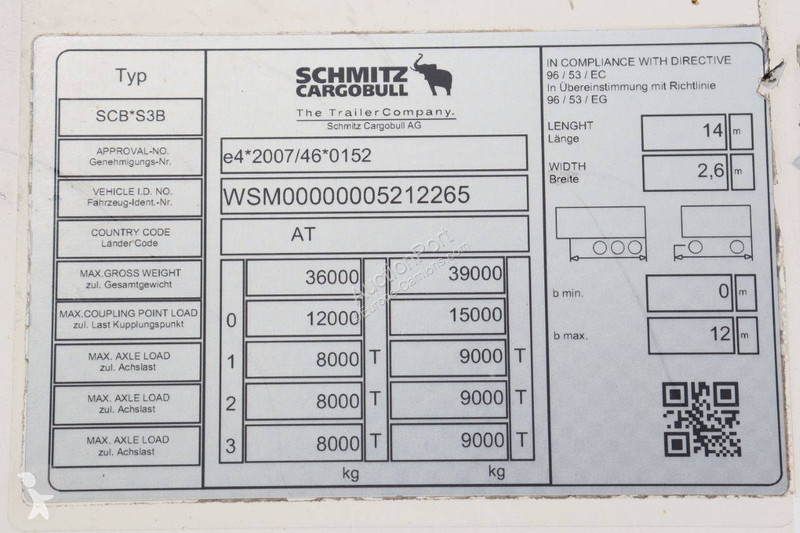 Typ
SCB*S3B
SCHMITZ
CARGOBULL
The TrailerCompany.
Schmitz Cargobull AG
APPROVAL-NO.
Genehmigungs-Nr.
e4*2007/46*0152
VEHICLE I.D. NO.
Fahrzeug-Ident.-Nr.
WSM00000005212265
COUNTRY CODE
Länder Code
AT
MAX.GROSS WEIGHT
zul. Gesamtgewicht
36000 39000
MAX.COUPLING POINT LOAD
zul. Last Kupplungspunkt
0 12000 15000
MAX. AXLE LOAD
zul. Achslast
1 8000 T 9000 T
MAX. AXLE LOAD
zul. Achslast
2 8000 T 9000 T
MAX. AXLE LOAD
zul. Achslast
3 8000 T 9000 T
kg kg
IN COMPLIANCE WITH DIRECTIVE
96 / 53 / EC
In Übereinstimmung mit Richtlinie
96 / 53 / EG
LENGHT
Länge
14 m
WIDTH
Breite
2,6 m
b min. 0 m
b max. 12 m
AuctionPort